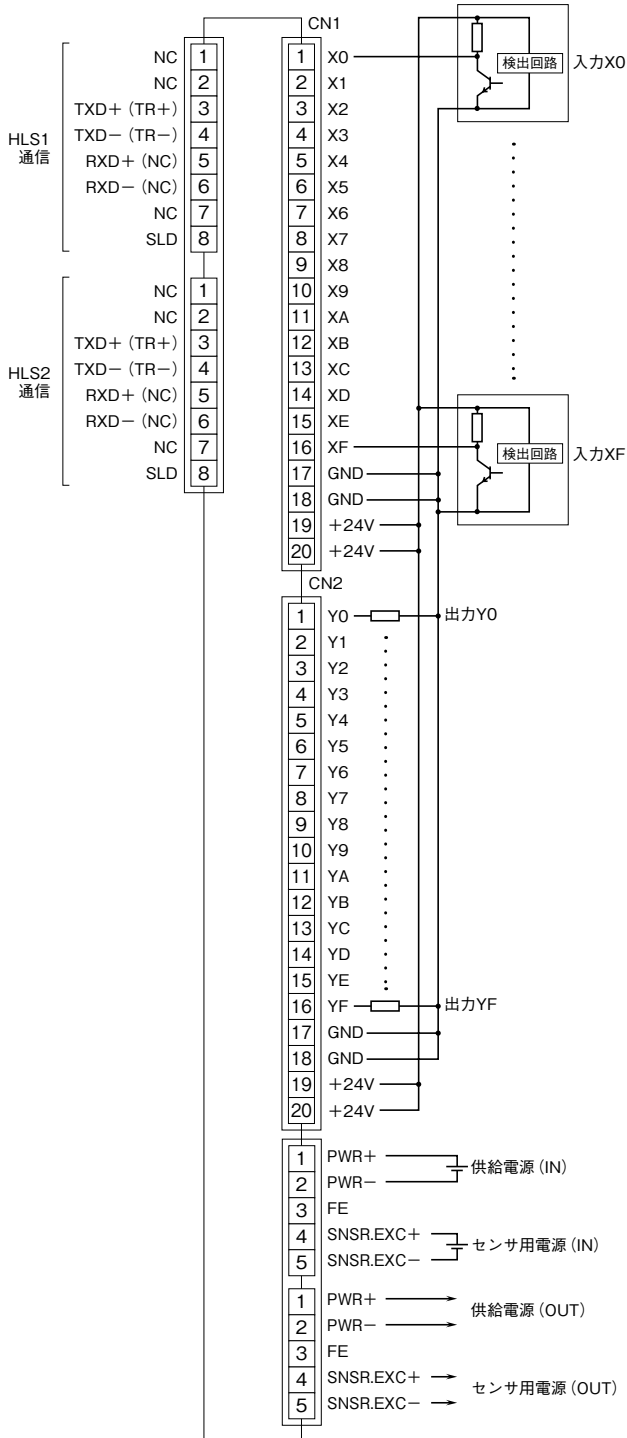 HLS1
通信
NC 1
NC 2
TXD+ (TR+) 3
TXD− (TR−) 4
RXD+ (NC) 5
RXD− (NC) 6
NC 7
SLD 8
HLS2
通信
NC 1
NC 2
TXD+ (TR+) 3
TXD− (TR−) 4
RXD+ (NC) 5
RXD− (NC) 6
NC 7
SLD 8
CN1
1 X0
2 X1
3 X2
4 X3
5 X4
6 X5
7 X6
8 X7
9 X8
10 X9
11 XA
12 XB
13 XC
14 XD
15 XE
16 XF
17 GND
18 GND
19 +24V
20 +24V
検出回路
入力X0
検出回路
入力XF
CN2
1 Y0 出力Y0
2 Y1
3 Y2
4 Y3
5 Y4
6 Y5
7 Y6
8 Y7
9 Y8
10 Y9
11 YA
12 YB
13 YC
14 YD
15 YE
16 YF 出力YF
17 GND
18 GND
19 +24V
20 +24V
1 PWR+
2 PWR−
供給電源 (IN)
3 FE
4 SNSR.EXC+
5 SNSR.EXC−
センサ用電源 (IN)
1 PWR+
2 PWR−
供給電源 (OUT)
3 FE
4 SNSR.EXC+
5 SNSR.EXC−
センサ用電源 (OUT)